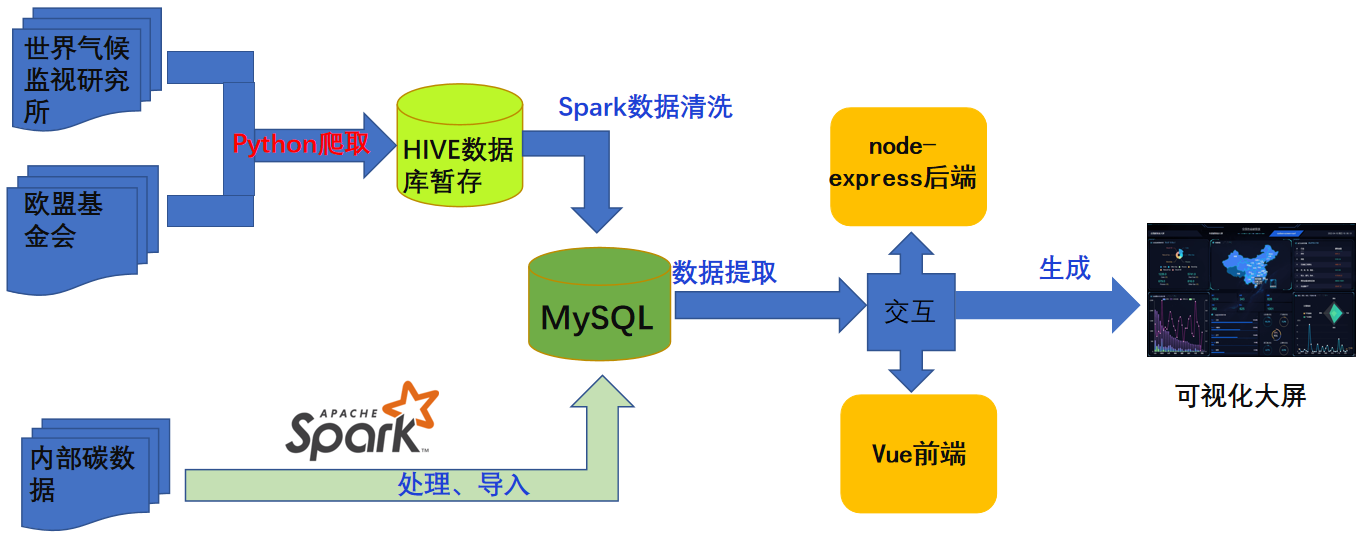 世界气候
监视研究
所
欧盟基
金会
Python爬取
HIVE数据
库暂存
Spark数据清洗
MySQL
数据提取
node-
express后端
交互
Vue前端
生成
可视化大屏
内部碳数
据
APACHE
Spark™
处理、导入